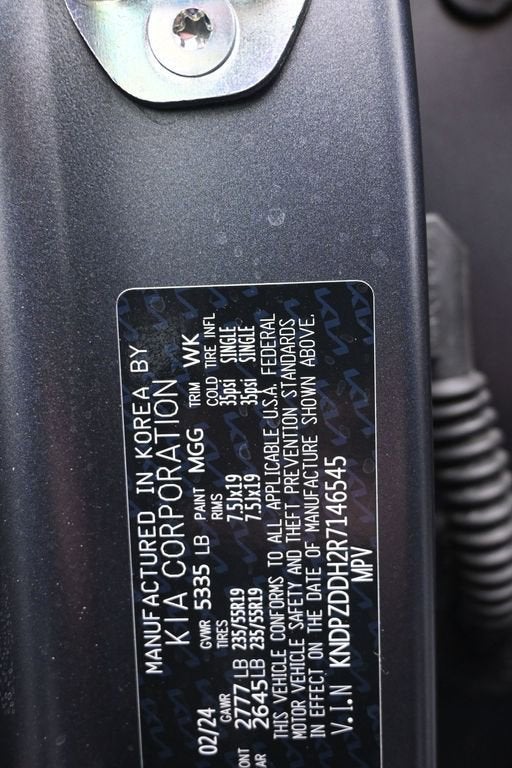 MANUFACTURED IN KOREA BY
KIA CORPORATION
02/24 GVWR 5335 LB PAINT MGG TRIM WK
GAWR TIRES RIMS COLD TIRE INFL
ONT 2777 LB 235/55R19 7.5Jx19 35psi SINGLE
AR 2645 LB 235/55R19 7.5Jx19 35psi SINGLE
THIS VEHICLE CONFORMS TO ALL APPLICABLE U.S.A. FEDERAL
MOTOR VEHICLE SAFETY AND THEFT PREVENTION STANDARDS
IN EFFECT ON THE DATE OF MANUFACTURE SHOWN ABOVE.
V.I.N KNDPZDDH2R7146545
MPV